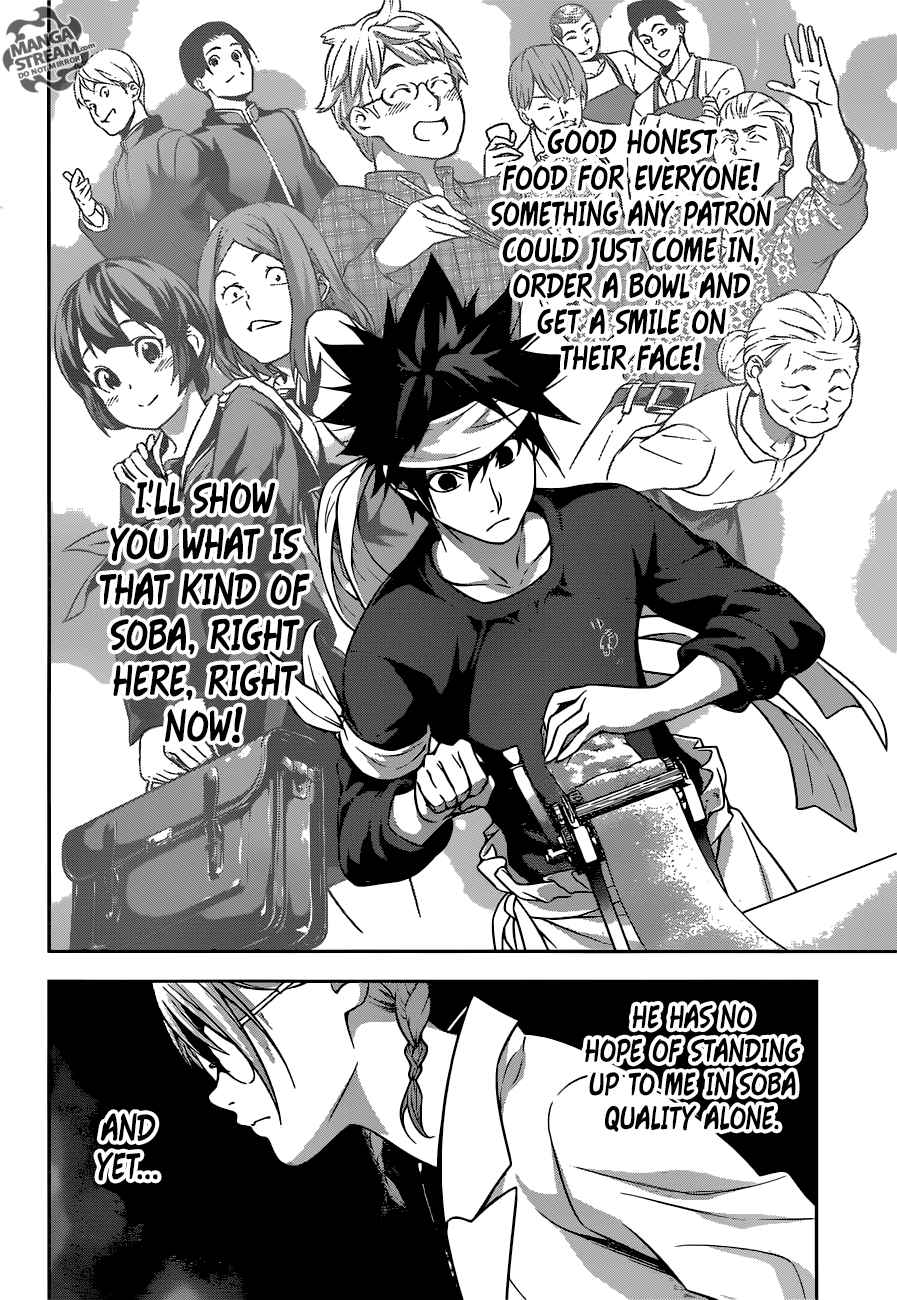 MANGA
STREAM.com
DO NOT MIRROR!
GOOD HONEST
FOOD FOR EVERYONE!
SOMETHING ANY PATRON
COULD JUST COME IN,
ORDER A BOWL AND
GET A SMILE ON
THEIR FACE!
I'LL SHOW
YOU WHAT IS
THAT KIND OF
SOBA, RIGHT
HERE, RIGHT
NOW!
HE HAS NO
HOPE OF STANDING
UP TO ME IN SOBA
QUALITY ALONE.
AND
YET...